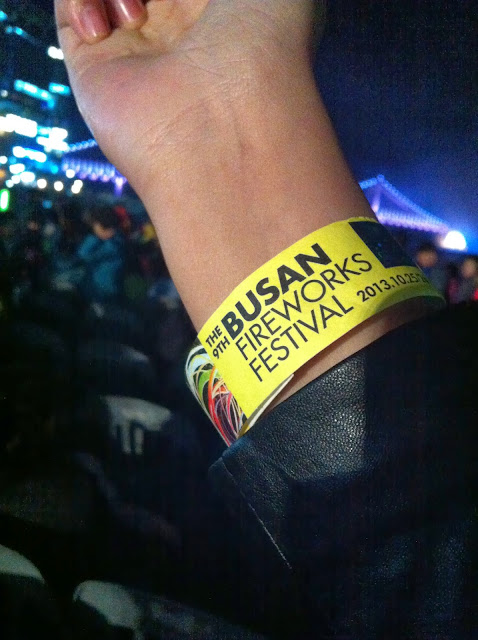 THE
9TH
BUSAN
FIREWORKS
FESTIVAL
2013.10.25